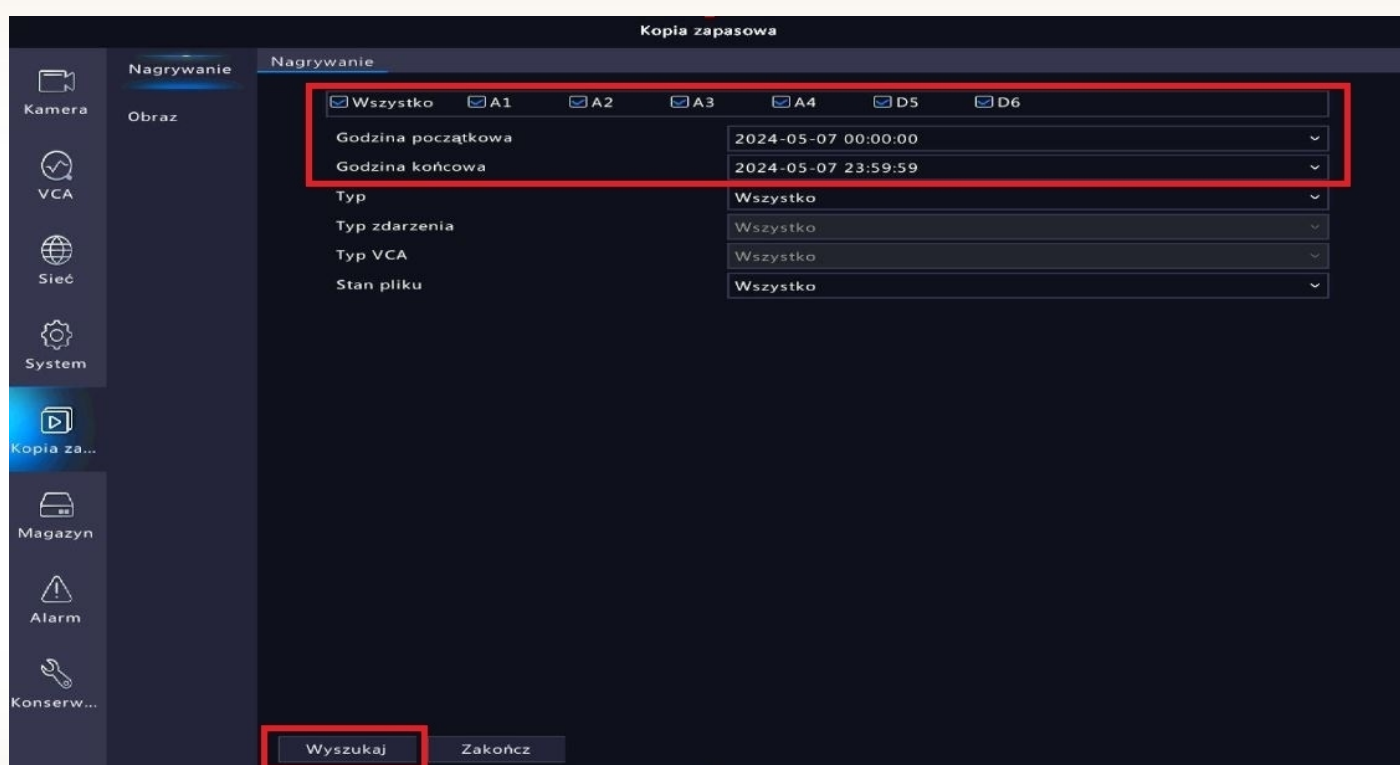 Kopia zapasowa
Kamera
VCA
Sieć
System
Kopia za...
Magazyn
Alarm
Konserw...
Nagrywanie
Obraz
Nagrywanie
Wszystko A1 A2 A3 A4 D5 D6
Godzina początkowa 2024-05-07 00:00:00
Godzina końcowa 2024-05-07 23:59:59
Typ Wszystko
Typ zdarzenia Wszystko
Typ VCA Wszystko
Stan pliku Wszystko
Wyszukaj Zakończ